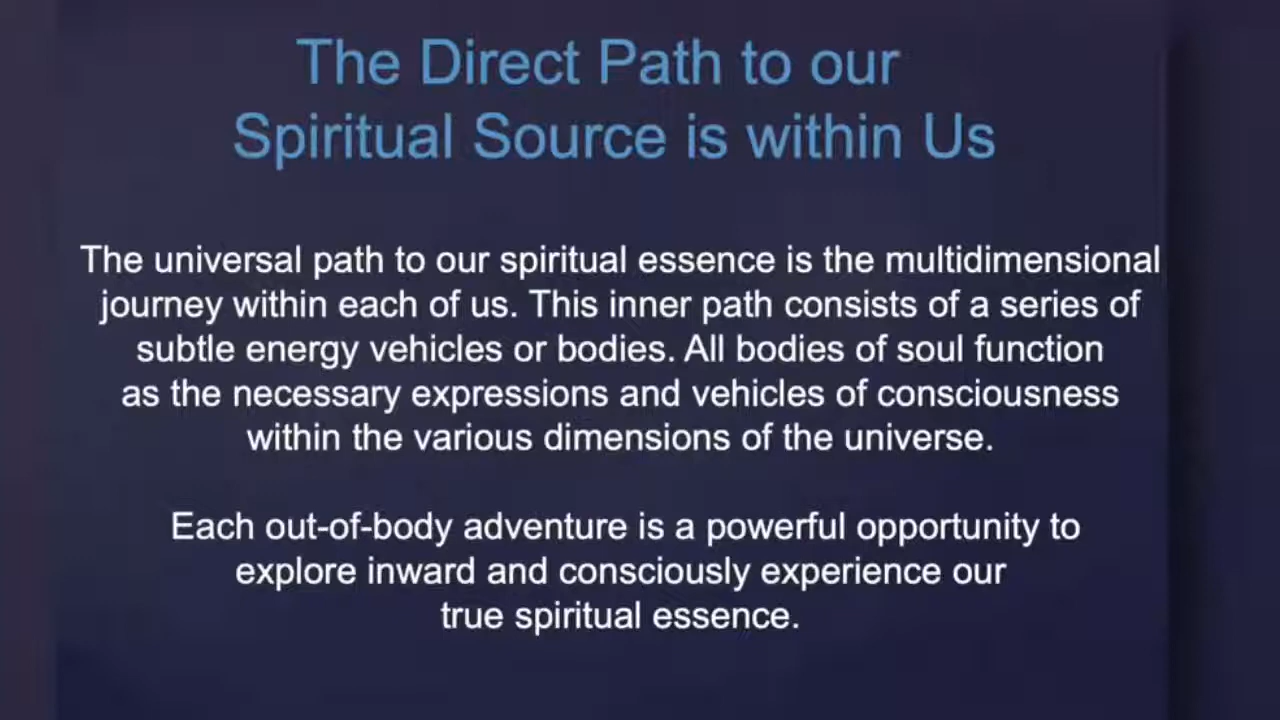 The Direct Path to our
Spiritual Source is within Us
The universal path to our spiritual essence is the multidimensional
journey within each of us. This inner path consists of a series of
subtle energy vehicles or bodies. All bodies of soul function
as the necessary expressions and vehicles of consciousness
within the various dimensions of the universe.
Each out-of-body adventure is a powerful opportunity to
explore inward and consciously experience our
true spiritual essence.